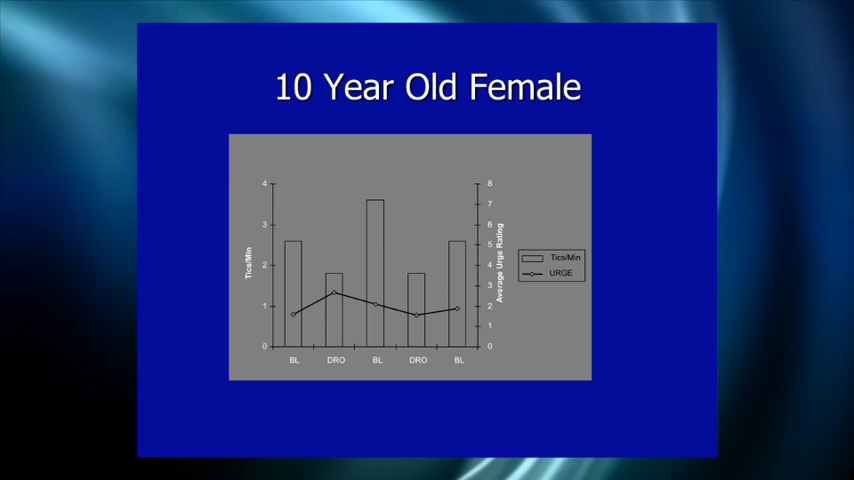 10 Year Old Female
4
3
2
1
0
Tics/Min
8
7
6
5
4
3
2
1
0
Average Urge Rating
Tics/Min
URGE
BL DRO BL DRO BL